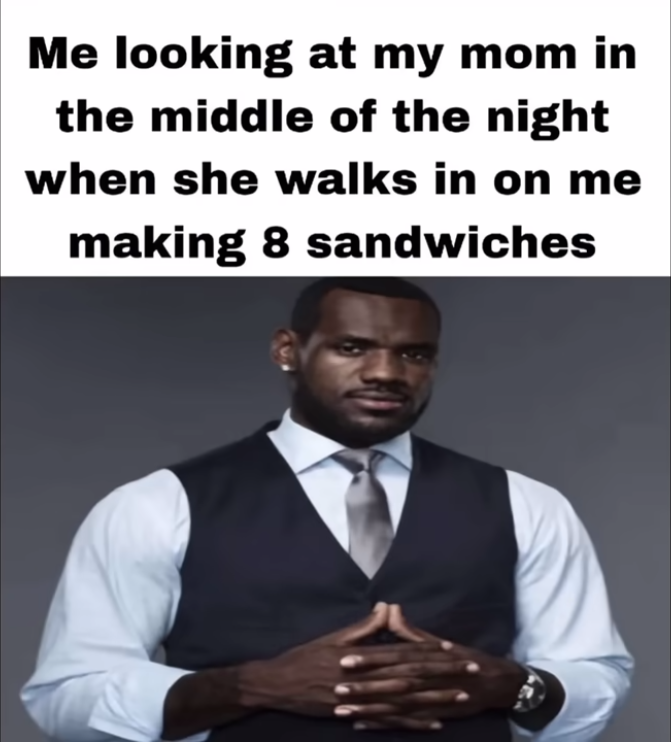 Me looking at my mom in
the middle of the night
when she walks in on me
making 8 sandwiches